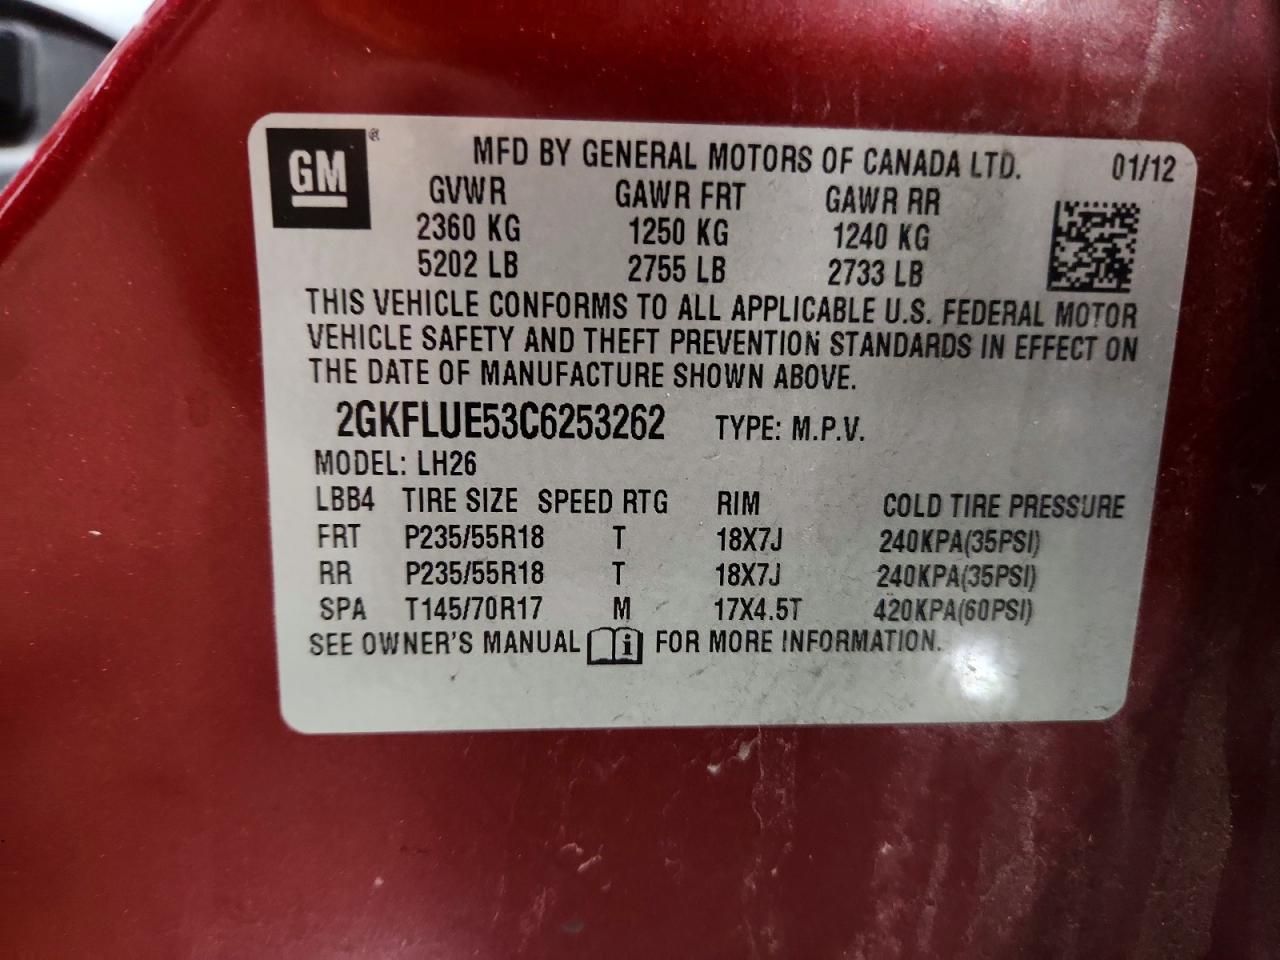 GM ®
MFD BY GENERAL MOTORS OF CANADA LTD. 01/12
GVWR GAWR FRT GAWR RR
2360 KG 1250 KG 1240 KG
5202 LB 2755 LB 2733 LB
THIS VEHICLE CONFORMS TO ALL APPLICABLE U.S. FEDERAL MOTOR
VEHICLE SAFETY AND THEFT PREVENTION STANDARDS IN EFFECT ON
THE DATE OF MANUFACTURE SHOWN ABOVE.
2GKFLUE53C6253262 TYPE: M.P.V.
MODEL: LH26
LBB4 TIRE SIZE SPEED RTG RIM COLD TIRE PRESSURE
FRT P235/55R18 T 18X7J 240KPA(35PSI)
RR P235/55R18 T 18X7J 240KPA(35PSI)
SPA T145/70R17 M 17X4.5T 420KPA(60PSI)
SEE OWNER'S MANUAL i FOR MORE INFORMATION.